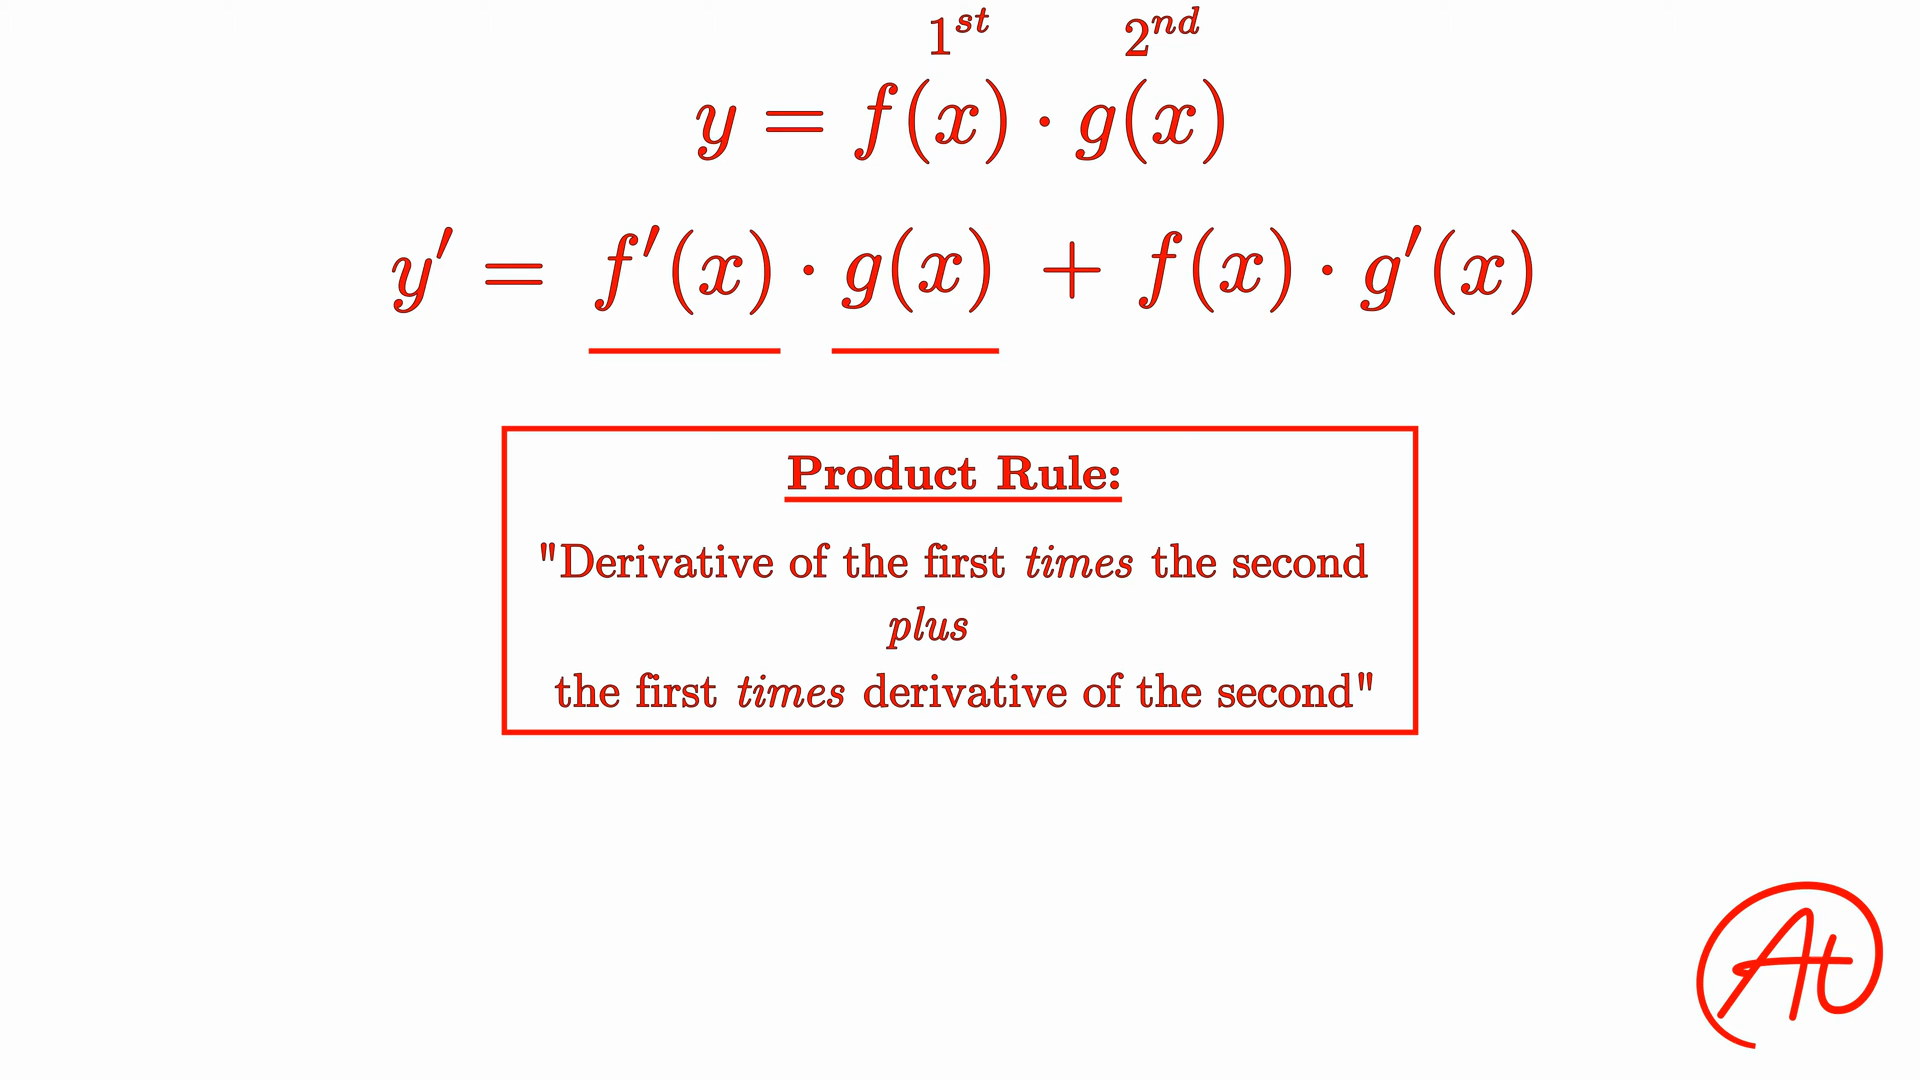 1st 2nd
y = f(x) · g(x)
y′ = f′(x) · g(x) + f(x) · g′(x)
Product Rule:
"Derivative of the first times the second
plus
the first times derivative of the second"
At